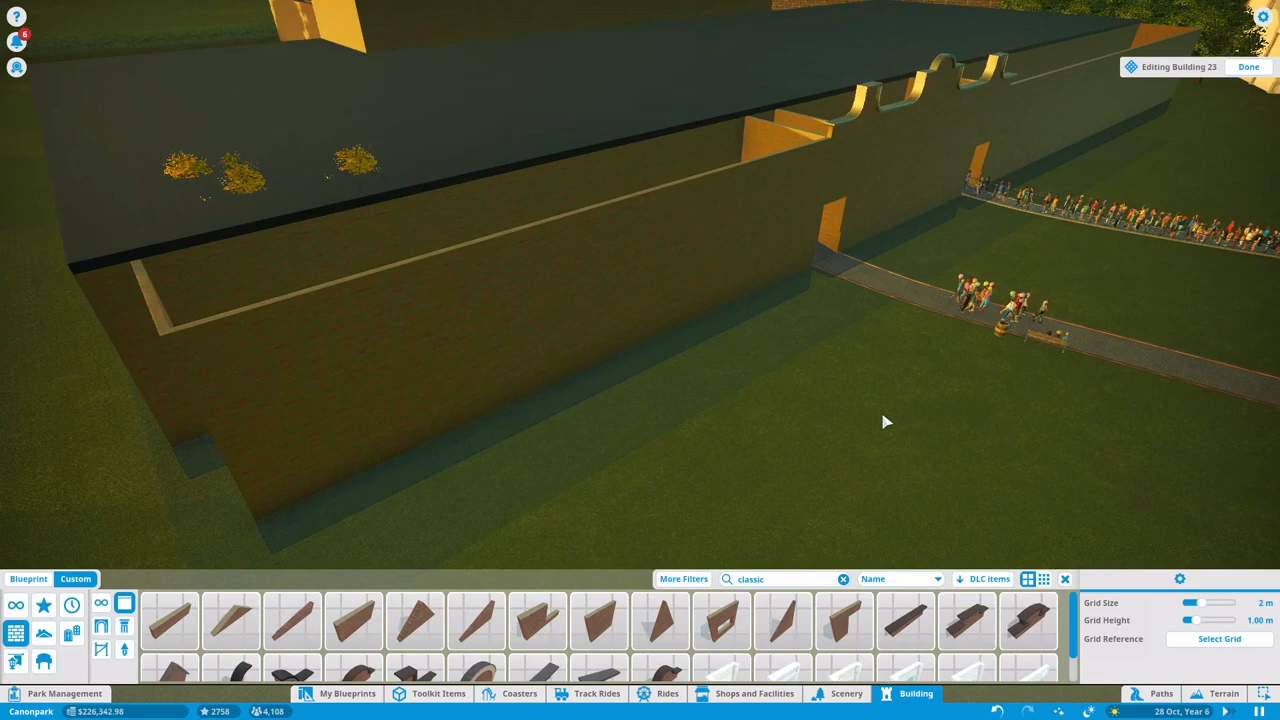 ?
6
Editing Building 23 Done
Blueprint Custom More Filters classic Name DLC items
Grid Size 2 m
Grid Height 1.00 m
Grid Reference Select Grid
Park Management My Blueprints Toolkit Items Coasters Track Rides Rides Shops and Facilities Scenery Building Paths Terrain
Canonpark $226,342.98 2758 4,108 28 Oct, Year 6